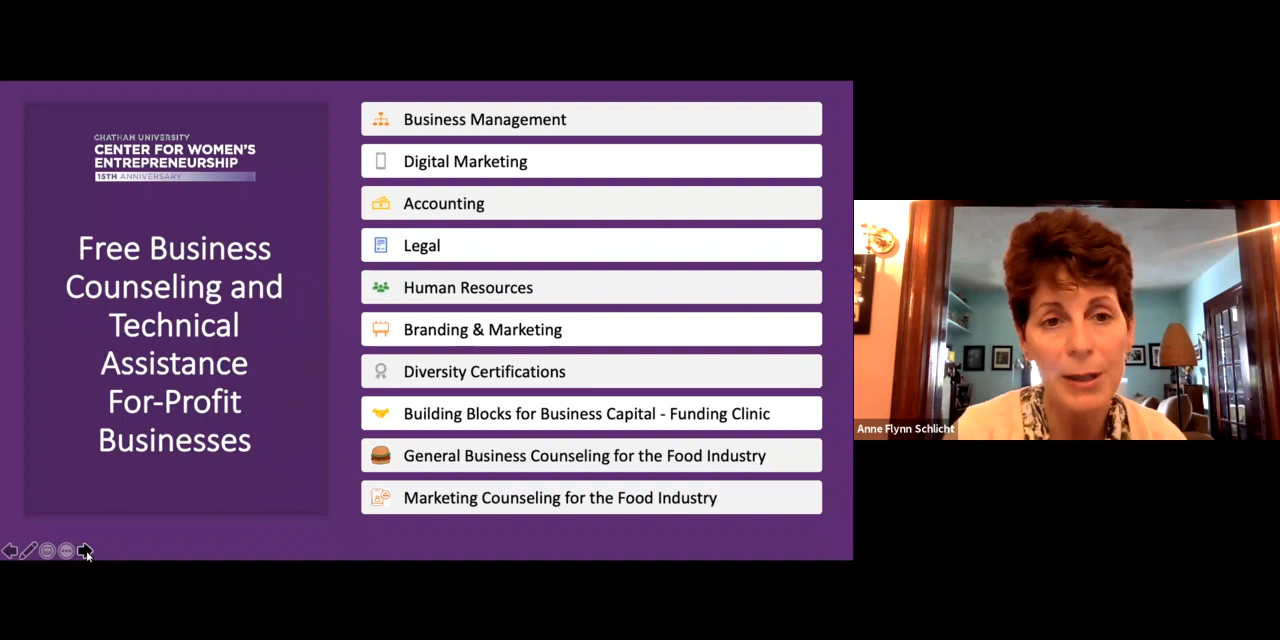 CHATHAM UNIVERSITY
CENTER FOR WOMEN'S
ENTREPRENEURSHIP
15TH ANNIVERSARY
Free Business
Counseling and
Technical
Assistance
For-Profit
Businesses
Business Management
Digital Marketing
Accounting
Legal
Human Resources
Branding & Marketing
Diversity Certifications
Building Blocks for Business Capital - Funding Clinic
General Business Counseling for the Food Industry
Marketing Counseling for the Food Industry
Anne Flynn Schlicht